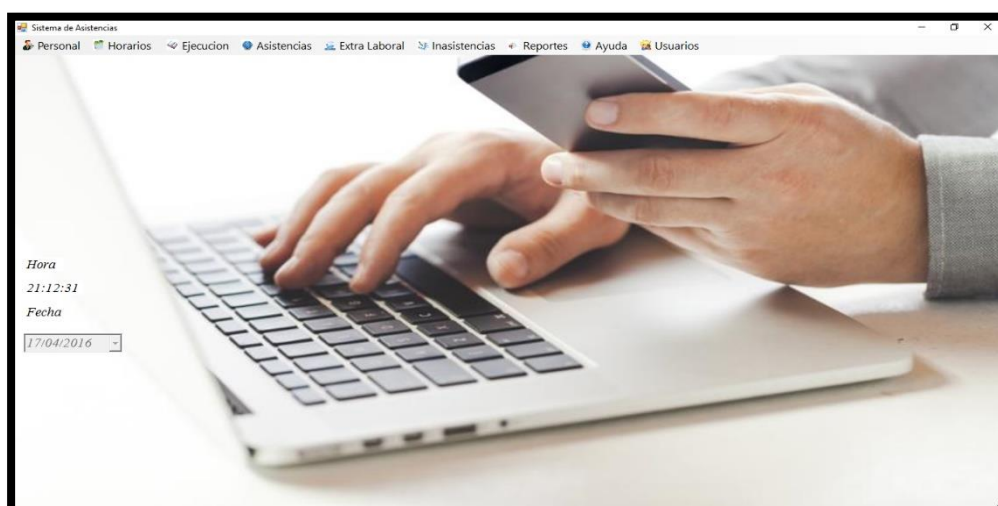 Sistema de Asistencias
Personal Horarios Ejecucion Asistencias Extra Laboral Inasistencias Reportes Ayuda Usuarios
Hora
21:12:31
Fecha
17/04/2016